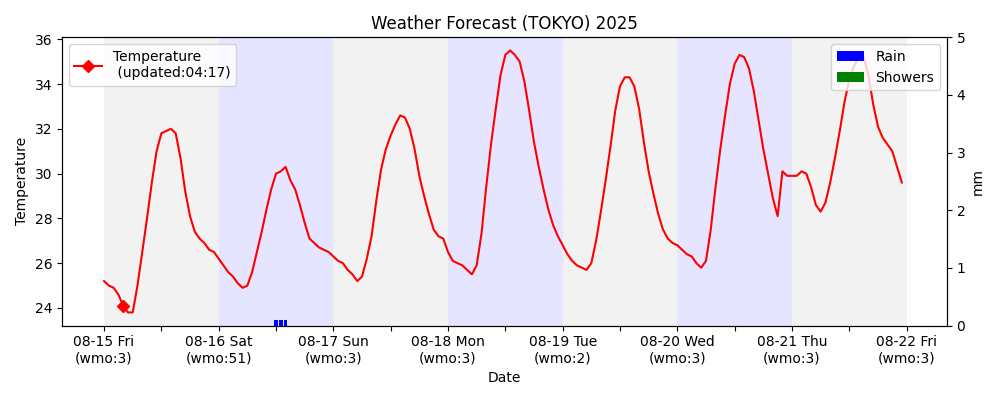 Weather Forecast (TOKYO) 2025
Temperature
(updated:04:17)
Rain
Showers
36
34
32
30
28
26
24
Temperature
5
4
3
2
1
0
mm
08-15 Fri 08-16 Sat 08-17 Sun 08-18 Mon 08-19 Tue 08-20 Wed 08-21 Thu 08-22 Fri
(wmo:3) (wmo:51) (wmo:3) (wmo:3) (wmo:2) (wmo:3) (wmo:3) (wmo:3)
Date